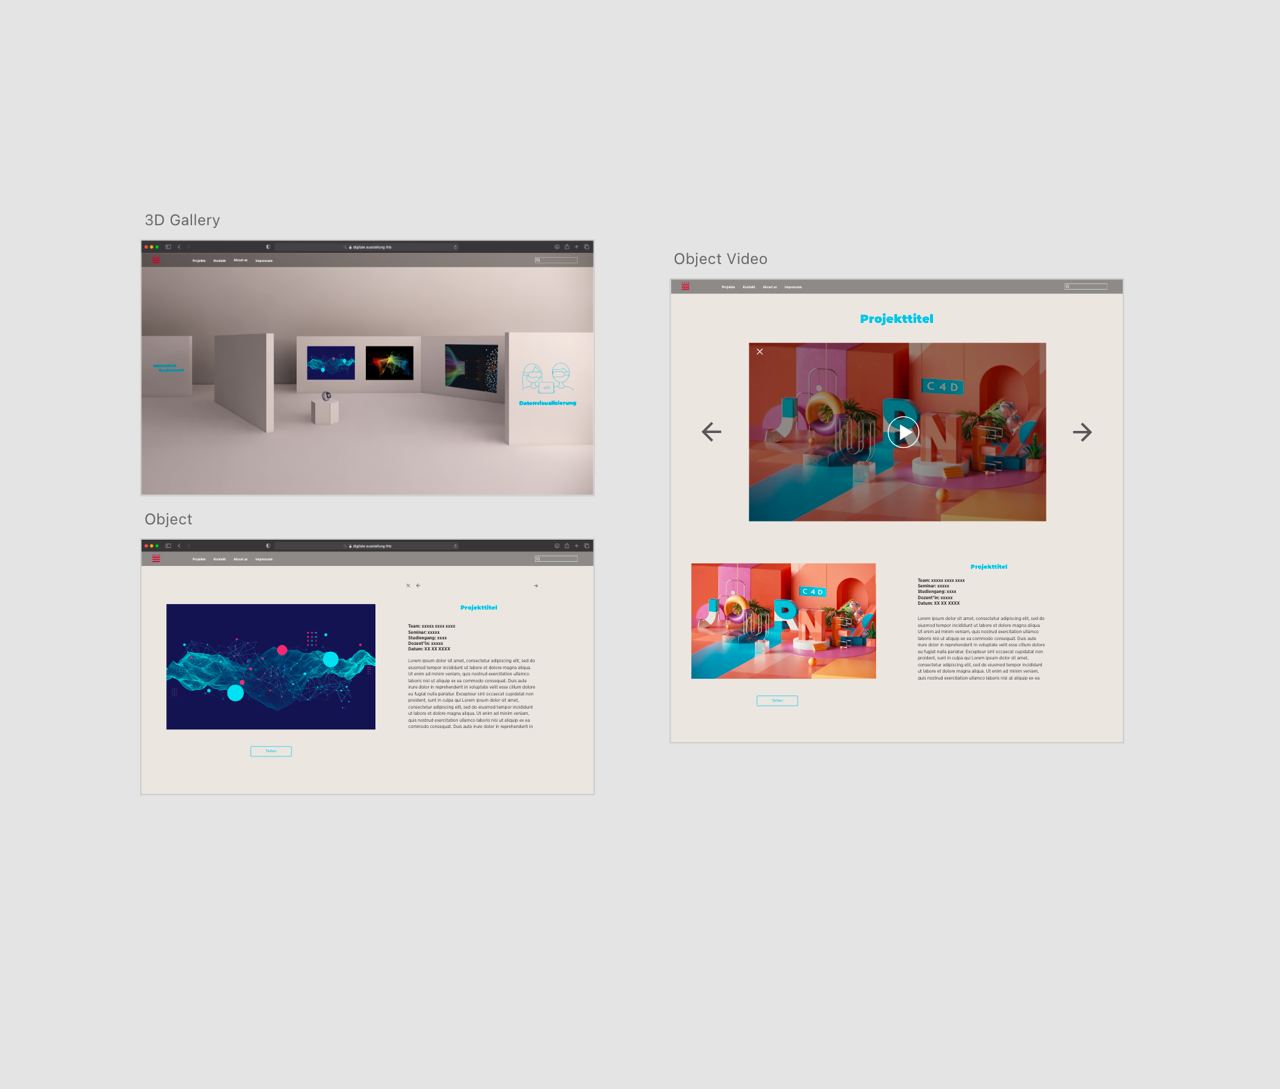 3D Gallery
digitale ausstellung thb
Projekte Kontakt About us Impressum
Datenvisualisierung
Object
digitale ausstellung thb
Projekte Kontakt About us Impressum
Projekttitel
Team: xxxxx xxxx xxxx
Seminar: xxxxx
Studiengang: xxxx
Dozent*in: xxxxx
Datum: XX XX XXXX
Lorem ipsum dolor sit amet, consectetur adipiscing elit, sed do
eiusmod tempor incididunt ut labore et dolore magna aliqua.
Ut enim ad minim veniam, quis nostrud exercitation ullamco
laboris nisi ut aliquip ex ea commodo consequat. Duis aute
irure dolor in reprehenderit in voluptate velit esse cillum dolore
eu fugiat nulla pariatur. Excepteur sint occaecat cupidatat non
proident, sunt in culpa qui Lorem ipsum dolor sit amet,
consectetur adipiscing elit, sed do eiusmod tempor incididunt
ut labore et dolore magna aliqua. Ut enim ad minim veniam,
quis nostrud exercitation ullamco laboris nisi ut aliquip ex ea
commodo consequat. Duis aute irure dolor in reprehenderit in
Teilen
Object Video
Projekte Kontakt About us Impressum
Projekttitel
C4D
JOURNEY
C4D
JOURNEY
Projekttitel
Team: xxxxx xxxx xxxx
Seminar: xxxxx
Studiengang: xxxx
Dozent*in: xxxxx
Datum: XX XX XXXX
Lorem ipsum dolor sit amet, consectetur adipiscing elit, sed do
eiusmod tempor incididunt ut labore et dolore magna aliqua.
Ut enim ad minim veniam, quis nostrud exercitation ullamco
laboris nisi ut aliquip ex ea commodo consequat. Duis aute
irure dolor in reprehenderit in voluptate velit esse cillum dolore
eu fugiat nulla pariatur. Excepteur sint occaecat cupidatat non
proident, sunt in culpa qui Lorem ipsum dolor sit amet,
consectetur adipiscing elit, sed do eiusmod tempor incididunt
ut labore et dolore magna aliqua. Ut enim ad minim veniam,
quis nostrud exercitation ullamco laboris nisi ut aliquip ex ea
Teilen